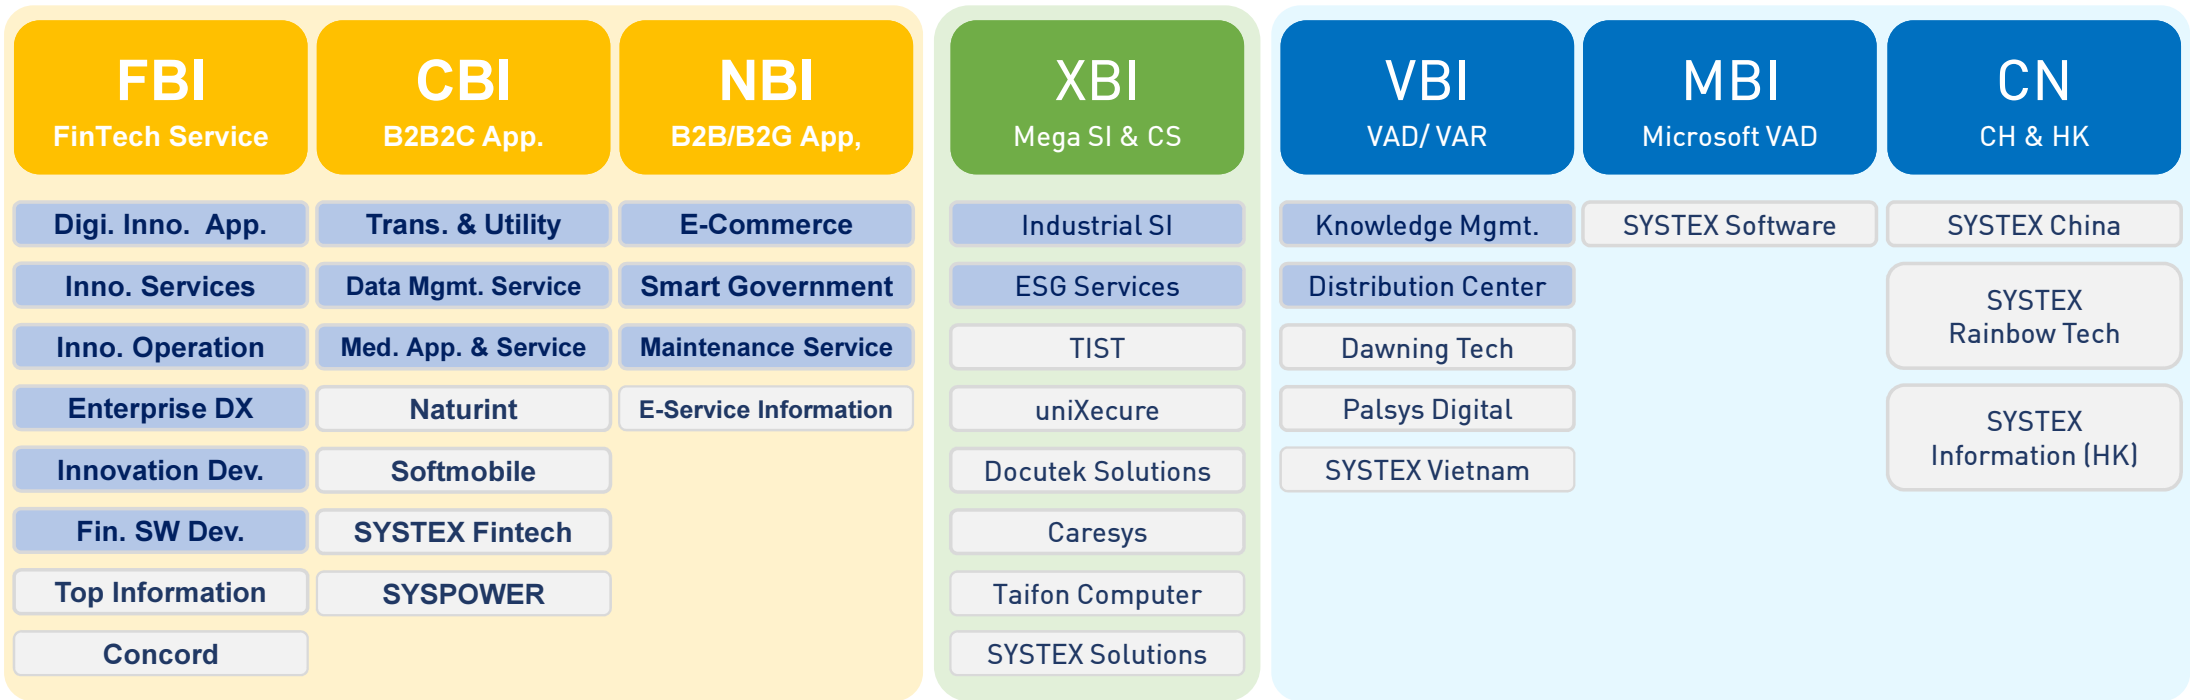 FBI
FinTech Service
Digi. Inno. App.
Inno. Services
Inno. Operation
Enterprise DX
Innovation Dev.
Fin. SW Dev.
Top Information
Concord
CBI
B2B2C App.
Trans. & Utility
Data Mgmt. Service
Med. App. & Service
Naturint
Softmobile
SYSTEX Fintech
SYSPOWER
NBI
B2B/B2G App,
E-Commerce
Smart Government
Maintenance Service
E-Service Information
XBI
Mega SI & CS
Industrial SI
ESG Services
TIST
uniXecure
Docutek Solutions
Caresys
Taifon Computer
SYSTEX Solutions
VBI
VAD/ VAR
Knowledge Mgmt.
Distribution Center
Dawning Tech
Palsys Digital
SYSTEX Vietnam
MBI
Microsoft VAD
SYSTEX Software
CN
CH & HK
SYSTEX China
SYSTEX
Rainbow Tech
SYSTEX
Information (HK)